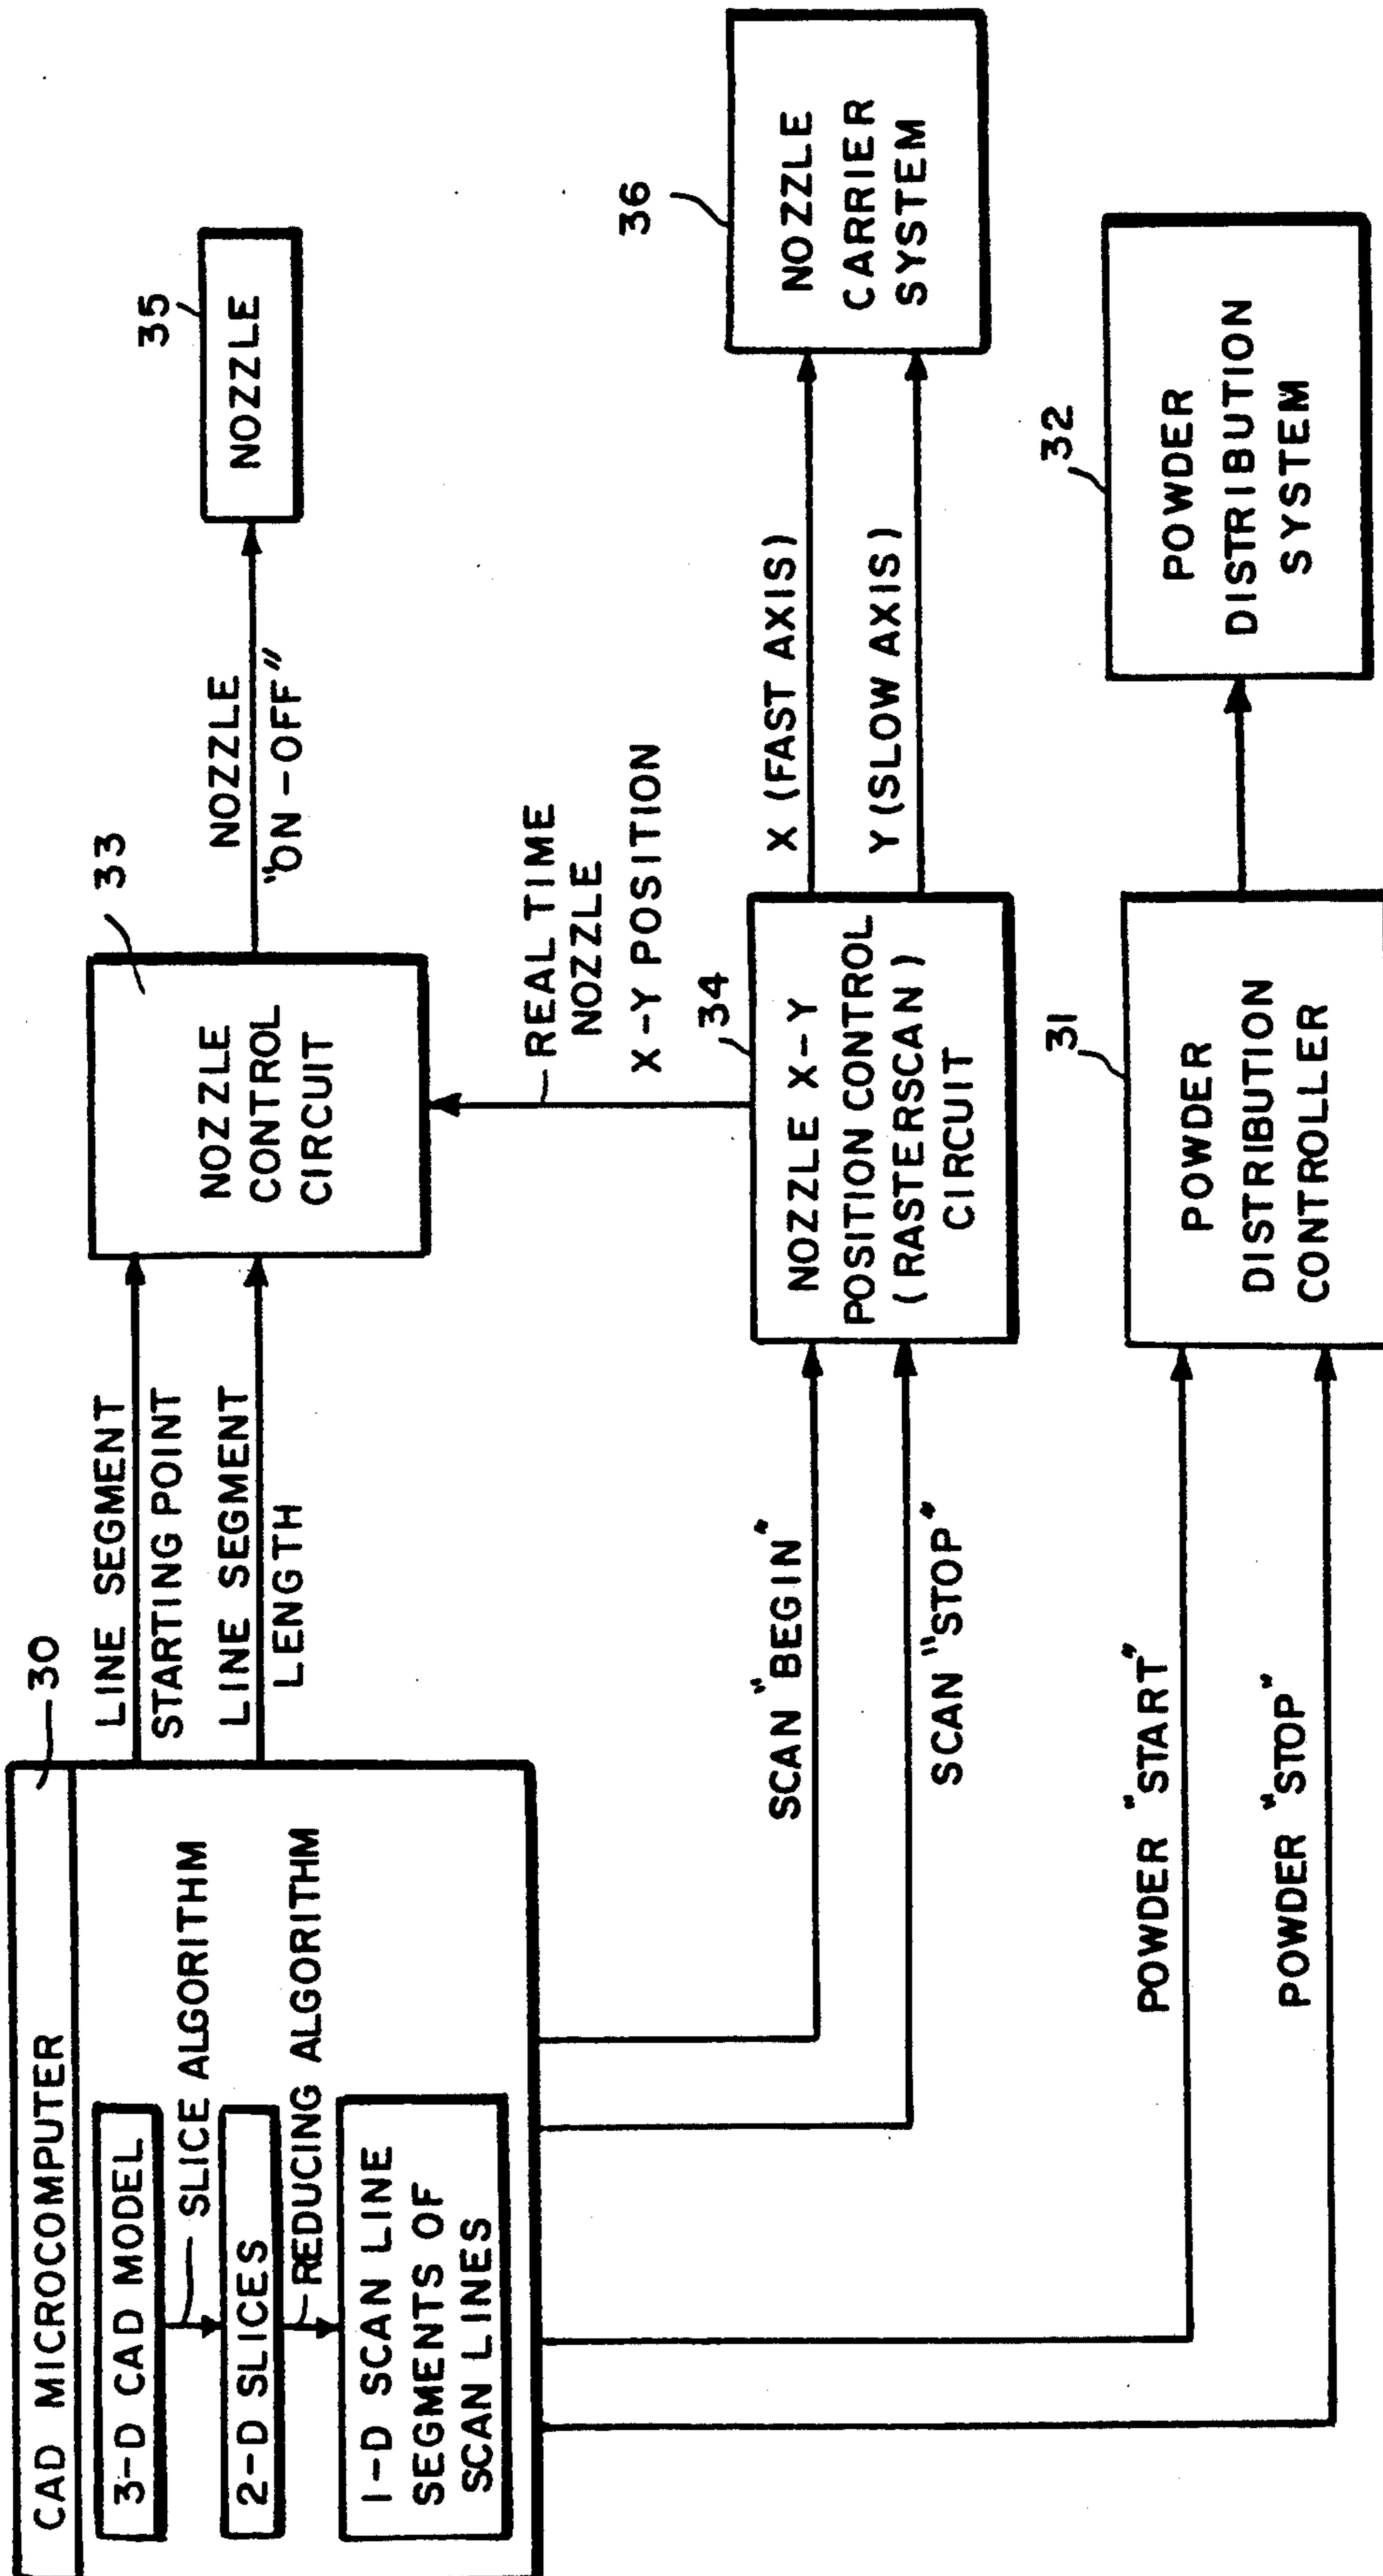 CAD MICROCOMPUTER
30
3-D CAD MODEL
SLICE ALGORITHM
2-D SLICES
REDUCING ALGORITHM
1-D SCAN LINE
SEGMENTS OF
SCAN LINES
LINE SEGMENT
STARTING POINT
LINE SEGMENT
LENGTH
33
NOZZLE
CONTROL
CIRCUIT
NOZZLE
"ON-OFF"
35
NOZZLE
REAL TIME
NOZZLE
X-Y POSITION
SCAN "BEGIN"
SCAN "STOP"
34
NOZZLE X-Y
POSITION CONTROL
(RASTERSCAN)
CIRCUIT
X (FAST AXIS)
Y (SLOW AXIS)
36
NOZZLE
CARRIER
SYSTEM
POWDER "START"
POWDER "STOP"
31
POWDER
DISTRIBUTION
CONTROLLER
32
POWDER
DISTRIBUTION
SYSTEM